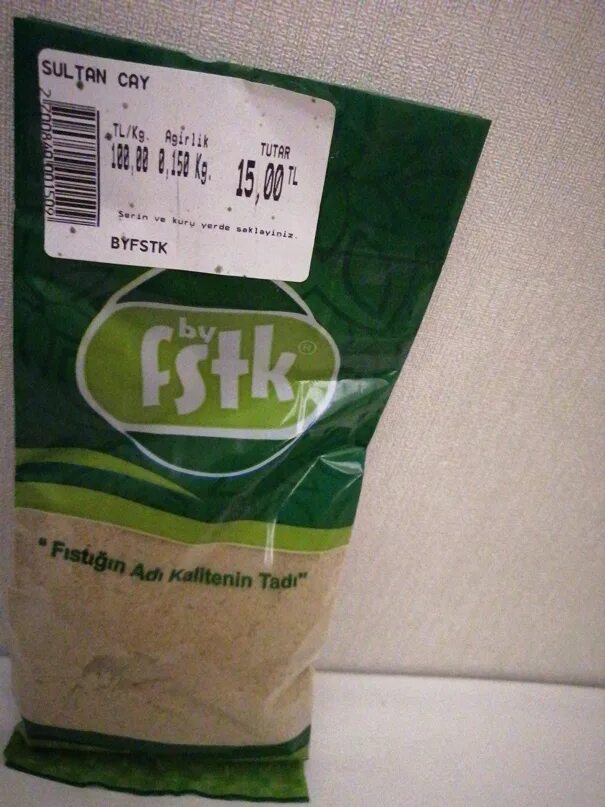 SULTAN CAY
TL/Kg. Agirlik TUTAR
100,00 0,150 Kg. 15,00 TL
Serin ve kuru yerde saklayiniz.
BYFSTK
by
fstk®
"Fıstığın Adı Kalitenin Tadı"